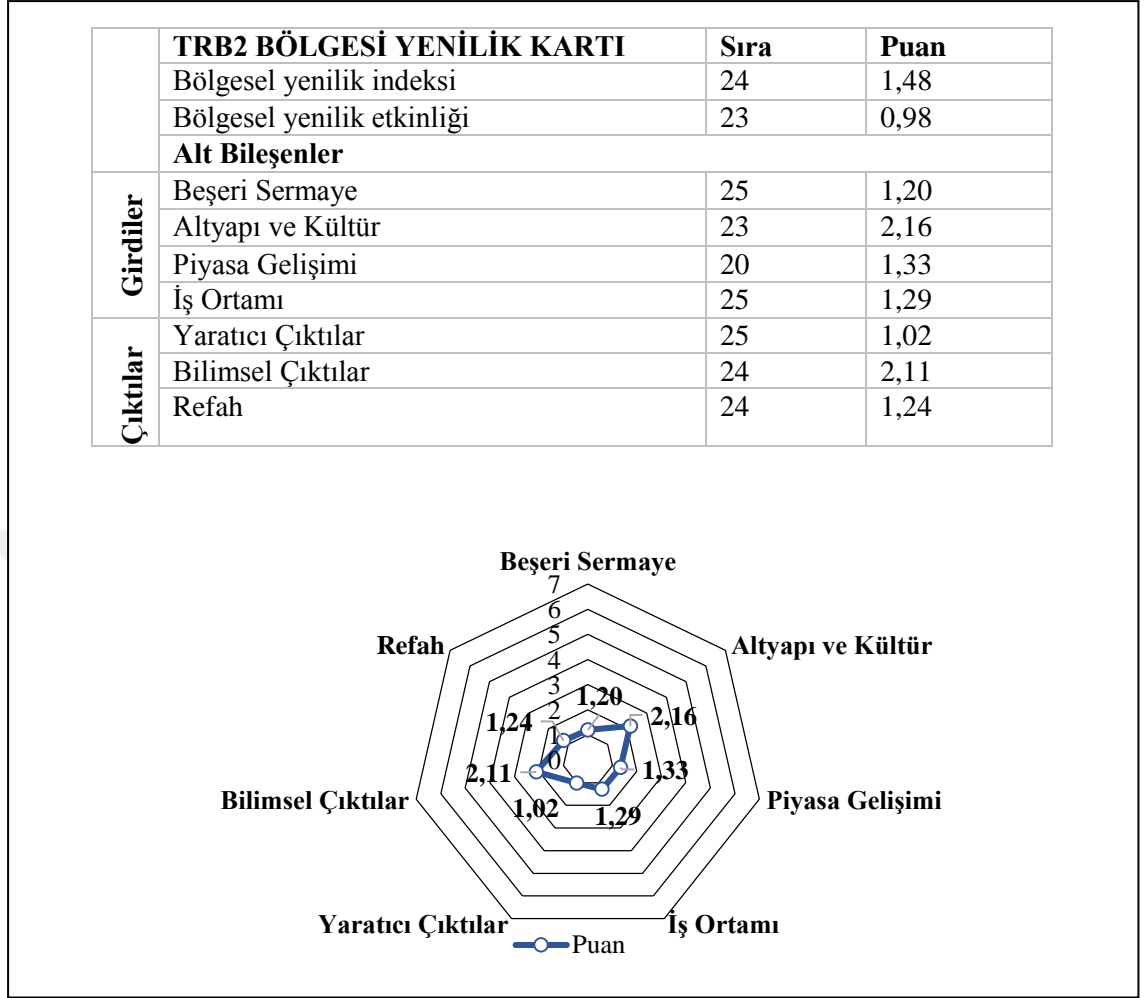 TRB2 BÖLGESİ YENİLİK KARTI Sıra Puan
Bölgesel yenilik indeksi 24 1,48
Bölgesel yenilik etkinliği 23 0,98
Alt Bileşenler
Girdiler
Beşeri Sermaye 25 1,20
Altyapı ve Kültür 23 2,16
Piyasa Gelişimi 20 1,33
İş Ortamı 25 1,29
Çıktılar
Yaratıcı Çıktılar 25 1,02
Bilimsel Çıktılar 24 2,11
Refah 24 1,24
Beşeri Sermaye
7
6
Refah
5
Altyapı ve Kültür
4
3
1,20
2
1,24
2,16
1
0
2,11
1,33
Bilimsel Çıktılar
Piyasa Gelişimi
1,02
1,29
Yaratıcı Çıktılar
İş Ortamı
Puan